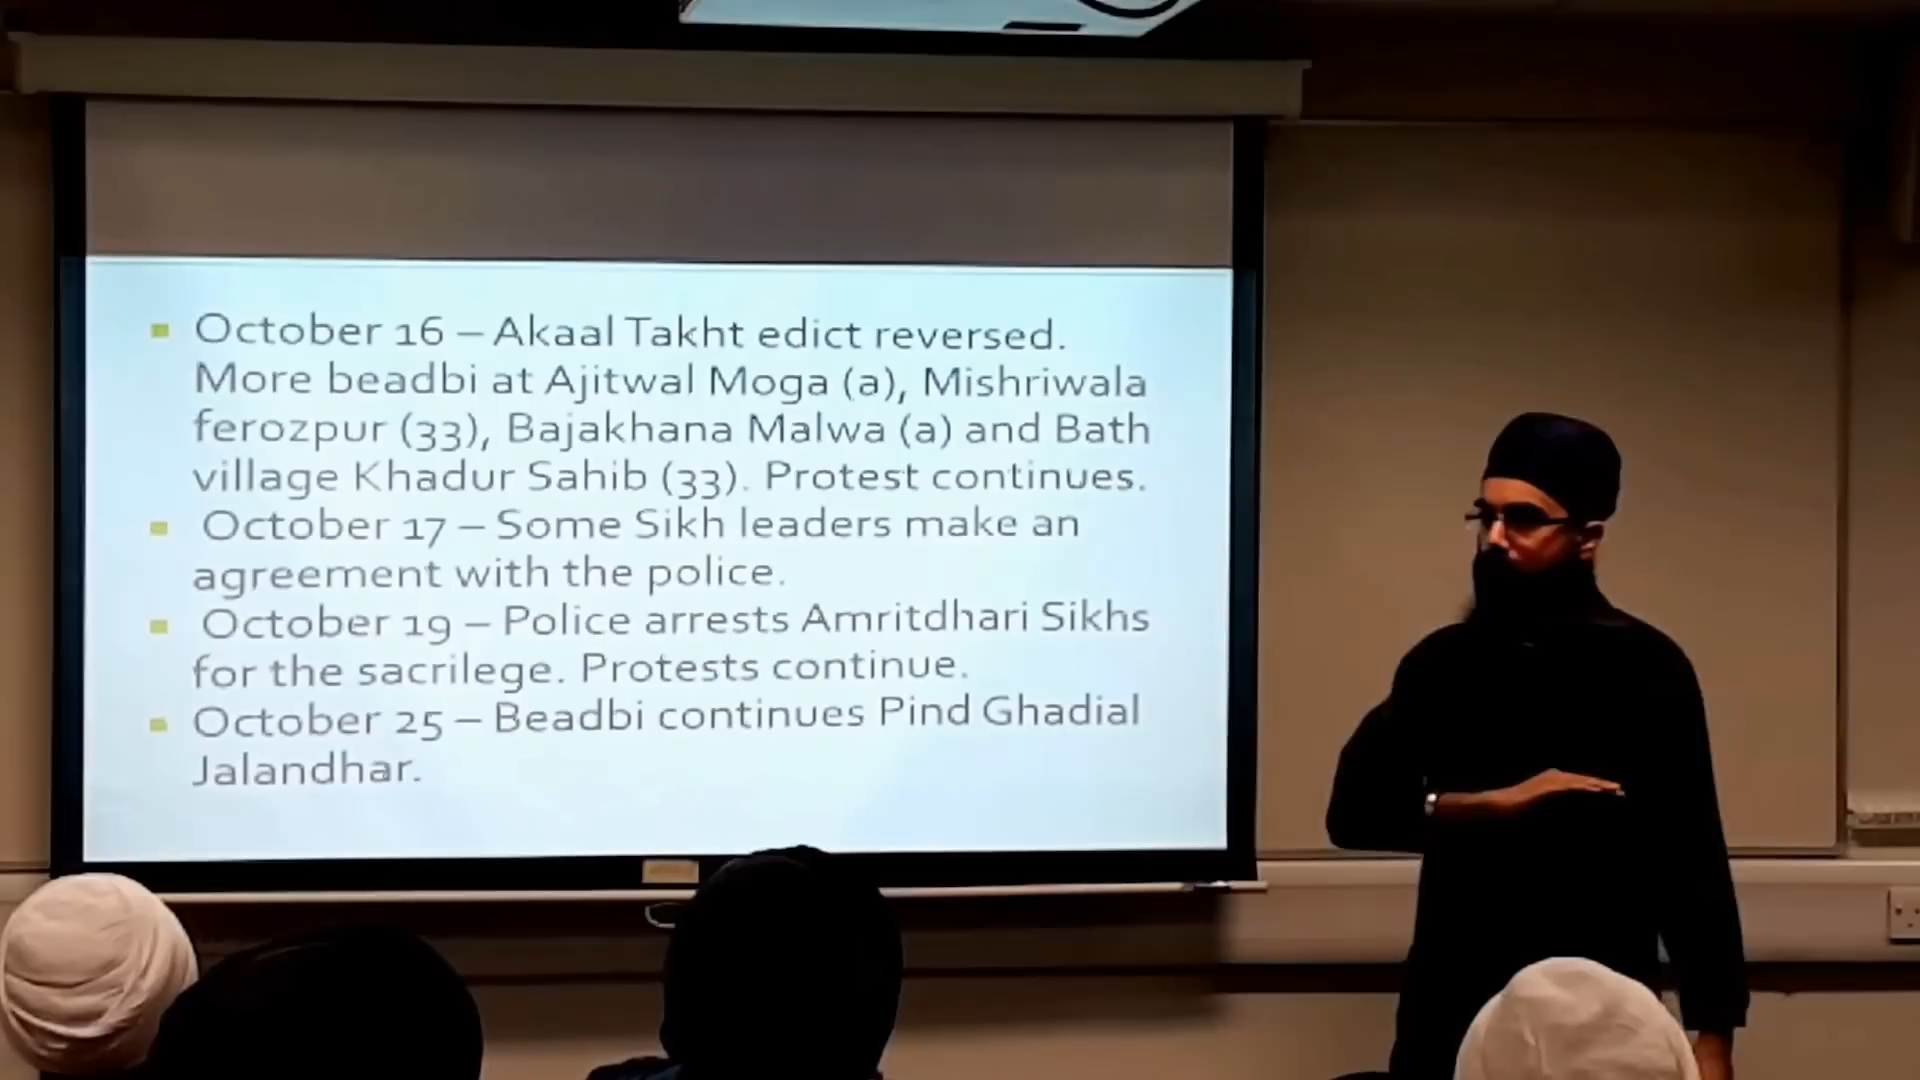 October 16 – Akaal Takht edict reversed.
More beadbi at Ajitwal Moga (a), Mishriwala
ferozpur (33), Bajakhana Malwa (a) and Bath
village Khadur Sahib (33). Protest continues.
October 17 – Some Sikh leaders make an
agreement with the police.
October 19 – Police arrests Amritdhari Sikhs
for the sacrilege. Protests continue.
October 25 – Beadbi continues Pind Ghadial
Jalandhar.